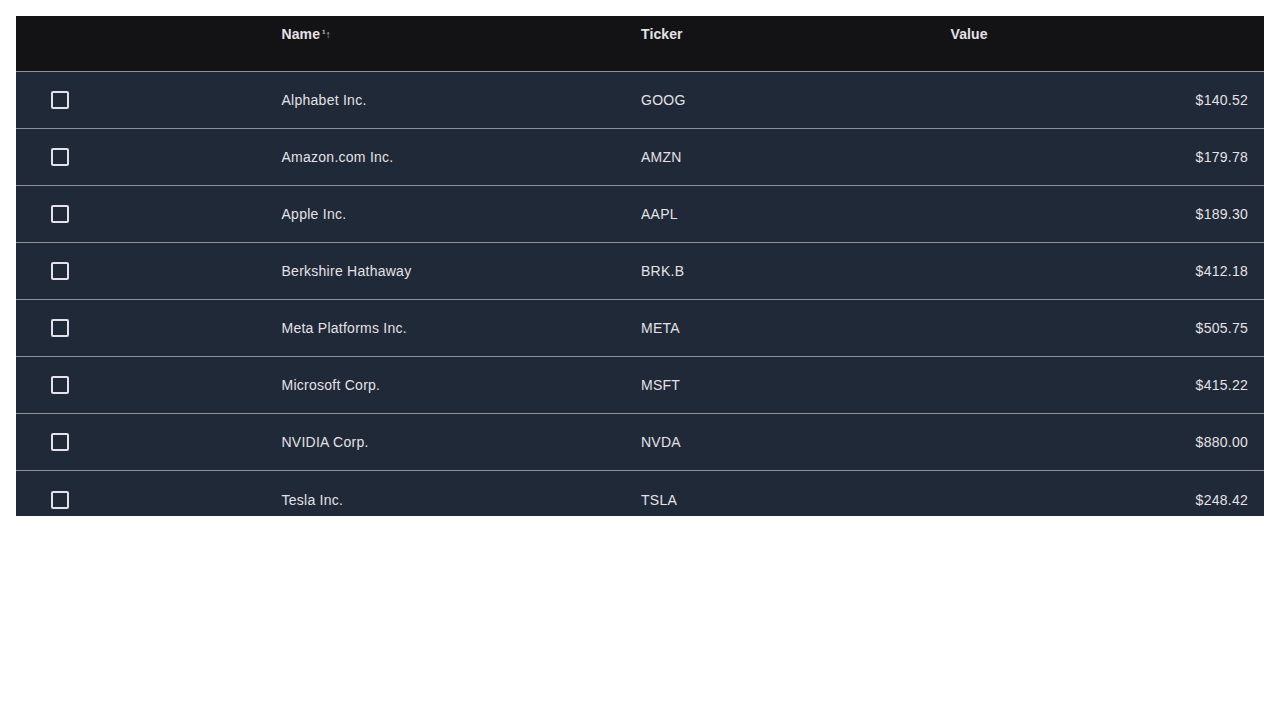 Name ¹↑ Ticker Value
Alphabet Inc. GOOG $140.52
Amazon.com Inc. AMZN $179.78
Apple Inc. AAPL $189.30
Berkshire Hathaway BRK.B $412.18
Meta Platforms Inc. META $505.75
Microsoft Corp. MSFT $415.22
NVIDIA Corp. NVDA $880.00
Tesla Inc. TSLA $248.42